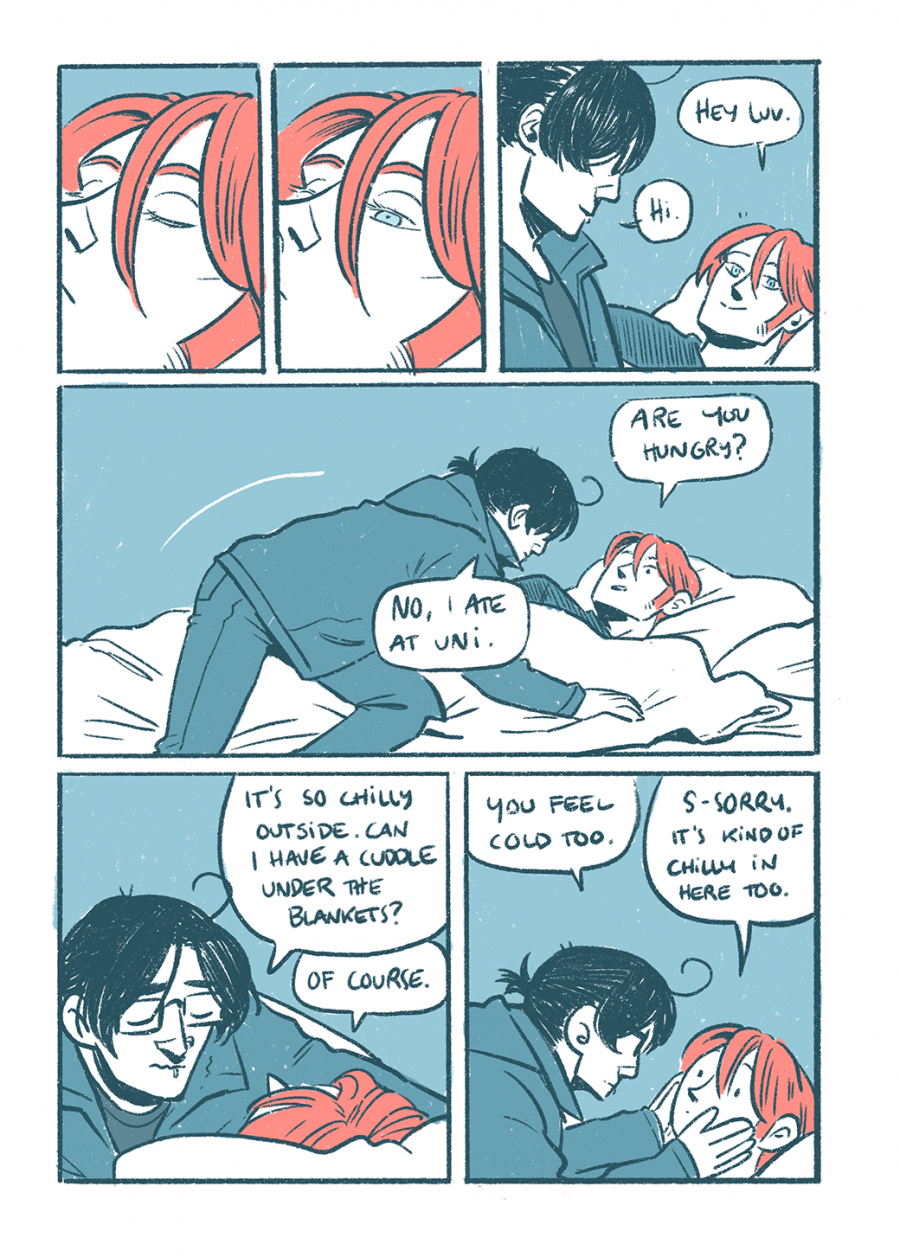 HEY LUV.
Hi.
ARE YOU
HUNGRY?
NO, I ATE
AT UNi.
IT'S SO CHILLY
OUTSIDE. CAN
I HAVE A CUDDLE
UNDER THE
BLANKETS?
OF COURSE.
YOU FEEL
COLD TOO.
S-SORRY.
IT'S KIND OF
CHILLY IN
HERE TOO.